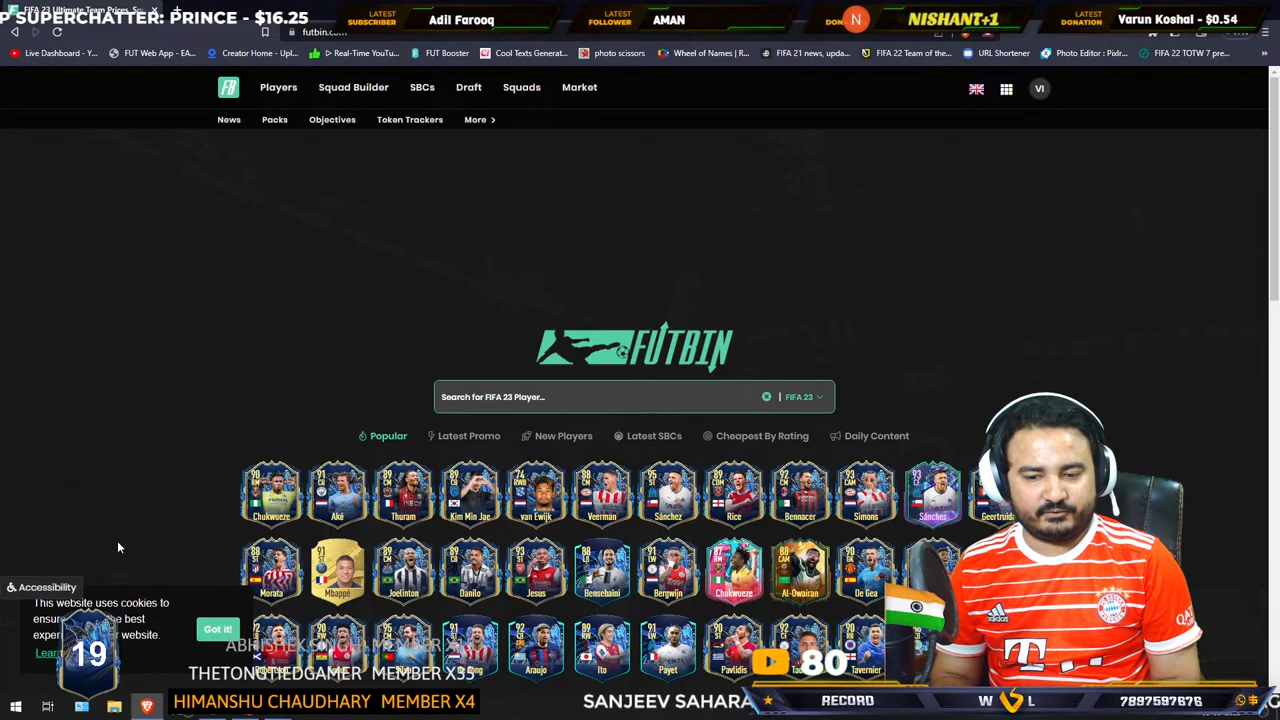 P SUPERCHATTER: PRINCE - $16.25
LATEST SUBSCRIBER Adil Farooq
LATEST FOLLOWER AMAN
N NISHANT+1
LATEST DONATION Varun Koshal - $0.54
futbin.com
Live Dashboard - Y...
FUT Web App - EA...
Creator Home - Upl...
Real-Time YouTu...
FUT Booster
Cool Texts Generat...
photo scissors
Wheel of Names | R...
FIFA 21 news, upda...
FIFA 22 Team of the...
URL Shortener
Photo Editor : Pixlr...
FIFA 22 TOTW 7 pre...
FB Players Squad Builder SBCs Draft Squads Market VI
News Packs Objectives Token Trackers More
FUTBIN
Search for FIFA 23 Player... | FIFA 23
Popular Latest Promo New Players Latest SBCs Cheapest By Rating Daily Content
Chukwueze Aké Thuram Kim Min Jae van Ewijk Veerman Sánchez Rice Bennacer Simons Sánchez Geertruida
Morata Mbappé Joelinton Danilo Jesus Bensebaini Bergwijn Chukwueze Al-Owairan De Gea
Araujo Ito Payet Pavlidis Tavernier
Accessibility
This website uses cookies to
Got it!
19
THETONGIREDGAMER MEMBER X35
HIMANSHU CHAUDHARY MEMBER X4
SANJEEV SAHARA
80
RECORD W L 7897597676